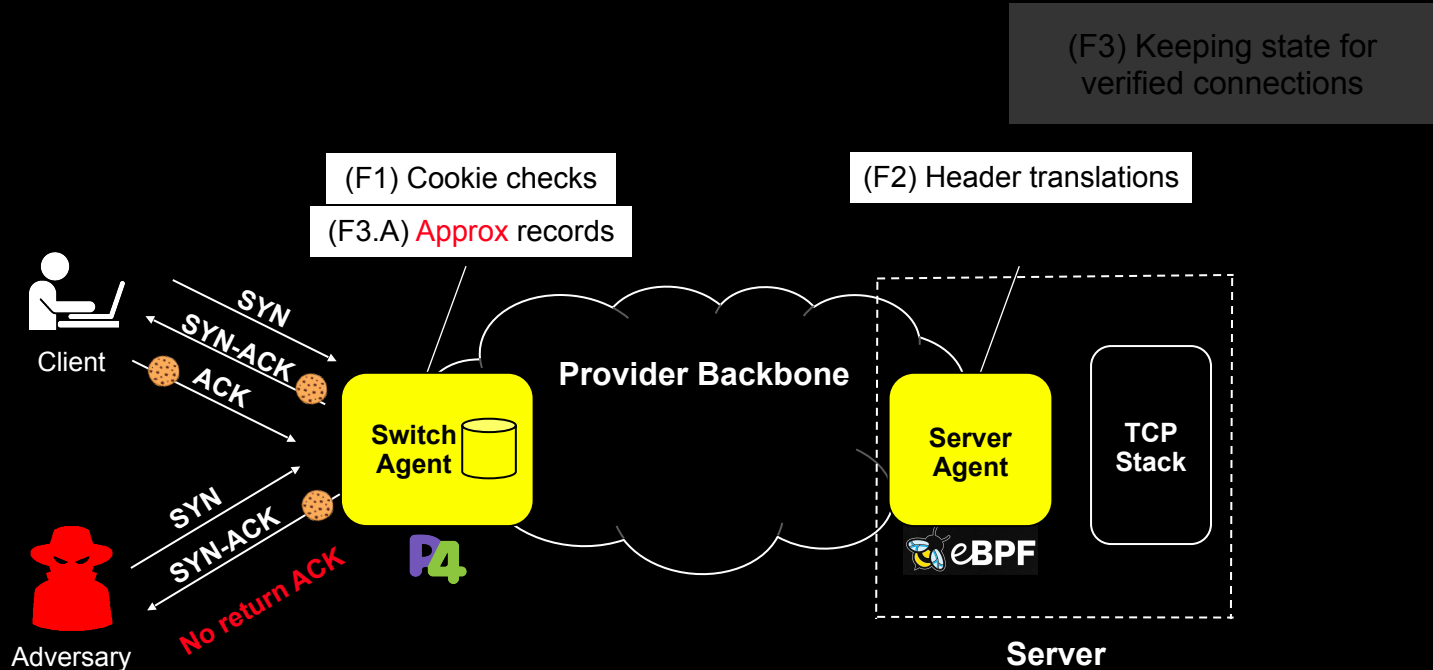 (F3) Keeping state for
verified connections
(F1) Cookie checks
(F2) Header translations
(F3.A) Approx records
SYN
SYN-ACK
ACK
Client
Provider Backbone
Switch
Agent
Server
Agent
TCP
Stack
SYN
SYN-ACK
No return ACK
P4
eBPF
Adversary
Server